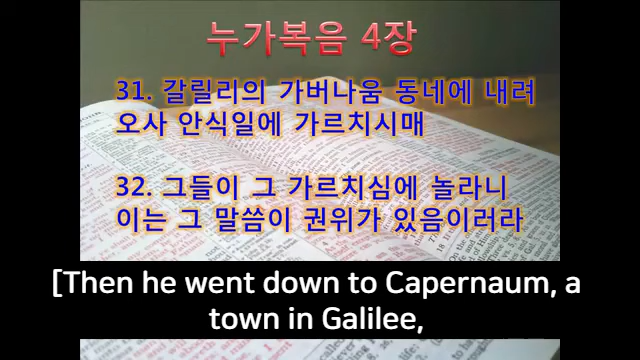 누가복음 4장
31. 갈릴리의 가버나움 동네에 내려
오사 안식일에 가르치시매
32. 그들이 그 가르치심에 놀라니
이는 그 말씀이 권위가 있음이러라
[Then he went down to Capernaum, a
town in Galilee,